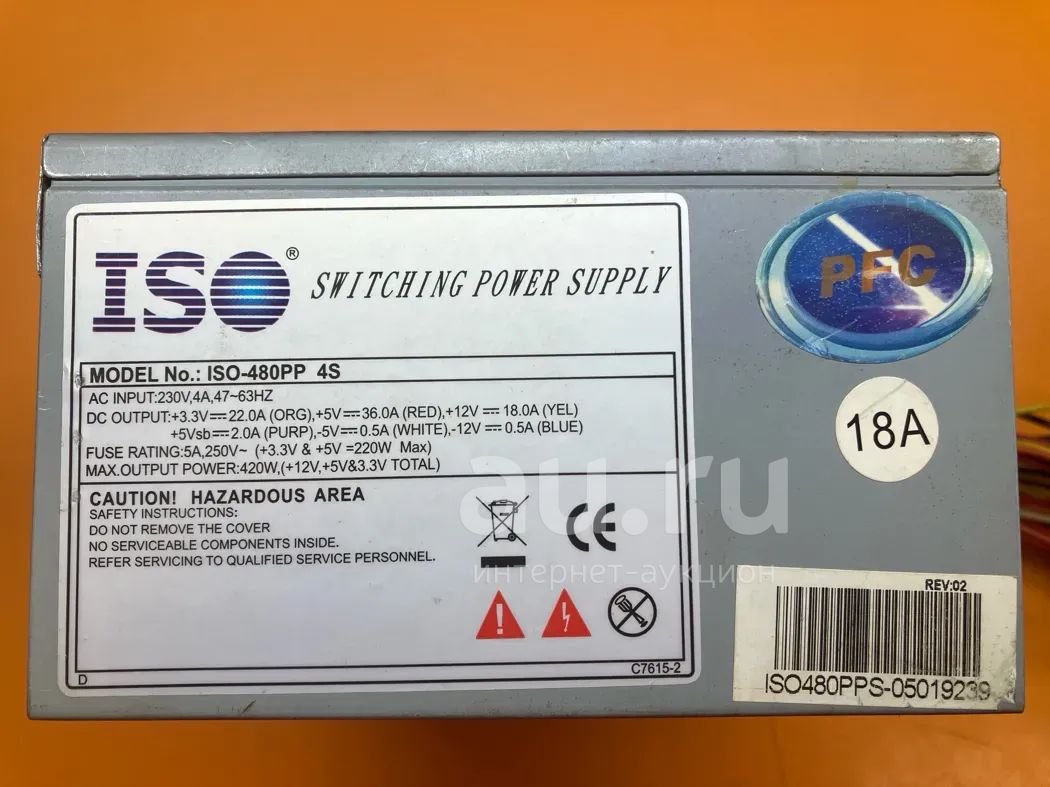 ISO® SWITCHING POWER SUPPLY
PFC
MODEL No.: ISO-480PP 4S
AC INPUT:230V,4A,47~63HZ
DC OUTPUT:+3.3V⎓22.0A (ORG),+5V⎓36.0A (RED),+12V⎓18.0A (YEL)
+5Vsb⎓2.0A (PURP),-5V⎓0.5A (WHITE),-12V⎓0.5A (BLUE)
FUSE RATING:5A,250V~ (+3.3V & +5V =220W Max)
MAX.OUTPUT POWER:420W,(+12V,+5V&3.3V TOTAL)
18A
CAUTION! HAZARDOUS AREA
SAFETY INSTRUCTIONS:
DO NOT REMOVE THE COVER
NO SERVICEABLE COMPONENTS INSIDE.
REFER SERVICING TO QUALIFIED SERVICE PERSONNEL.
CE
au.ru
интернет-аукцион
REV:02
ISO480PPS-05019239
D
C7615-2